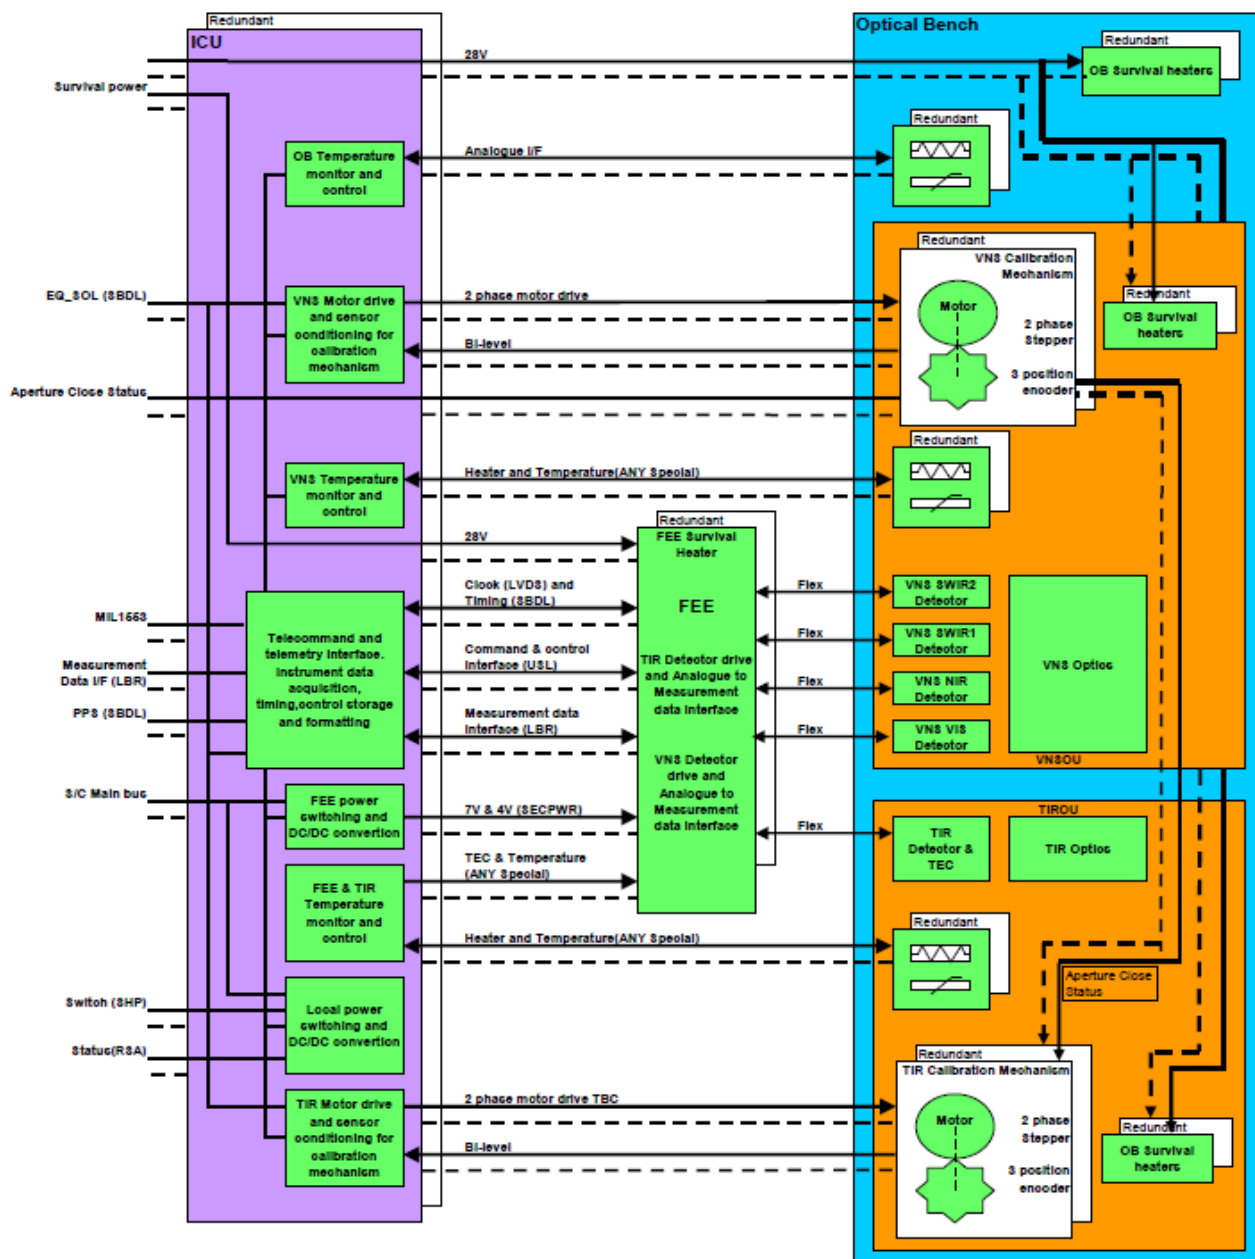 Redundant
ICU
Optical Bench
Redundant
28V
OB Survival heaters
Survival power
Redundant
OB Temperature
monitor and
control
Analogue I/F
Redundant
VNS Calibration
Mechanism
EQ_SOL (SBDL)
VNS Motor drive
and sensor
conditioning for
calibration
mechanism
2 phase motor drive
Bi-level
Motor
2 phase
Stepper
3 position
encoder
Redundant
OB Survival
heaters
Aperture Close Status
Redundant
VNS Temperature
monitor and
control
Heater and Temperature(ANY Special)
Redundant
28V
FEE Survival
Heater
FEE
TIR Detector drive
and Analogue to
Measurement
data interface
VNS Detector
drive and
Analogue to
Measurement
data interface
Clock (LVDS) and
Timing (SBDL)
Flex
VNS SWIR2
Detector
MIL1553
Telecommand and
telemetry interface.
Instrument data
acquisition,
timing,control storage
and formatting
Command & control
interface (USL)
Flex
VNS SWIR1
Detector
VNS Optics
Measurement
Data I/F (LBR)
Flex
VNS NIR
Detector
PPS (SBDL)
Measurement data
interface (LBR)
Flex
VNS VIS
Detector
VNSOU
S/C Main bus
FEE power
switching and
DC/DC convertion
7V & 4V (SECPWR)
TIROU
Flex
TIR
Detector &
TEC
TIR Optics
TEC & Temperature
(ANY Special)
FEE & TIR
Temperature
monitor and
control
Redundant
Heater and Temperature(ANY Special)
Aperture Close
Status
Switch (SHP)
Local power
switching and
DC/DC convertion
Status(RSA)
Redundant
TIR Calibration Mechanism
TIR Motor drive
and sensor
conditioning for
calibration
mechanism
2 phase motor drive TBC
Bi-level
Motor
2 phase
Stepper
3 position
encoder
Redundant
OB Survival
heaters